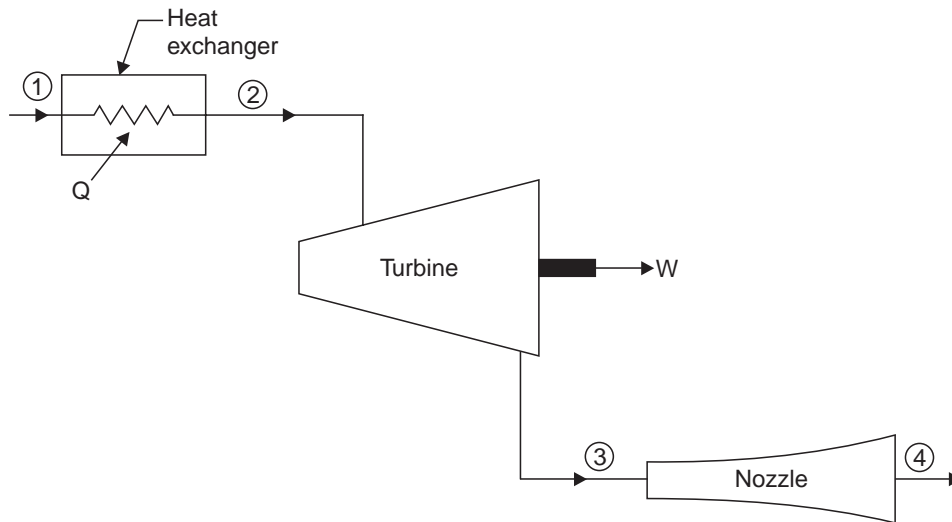 Heat
exchanger
①
②
Q
Turbine
W
③
Nozzle
④